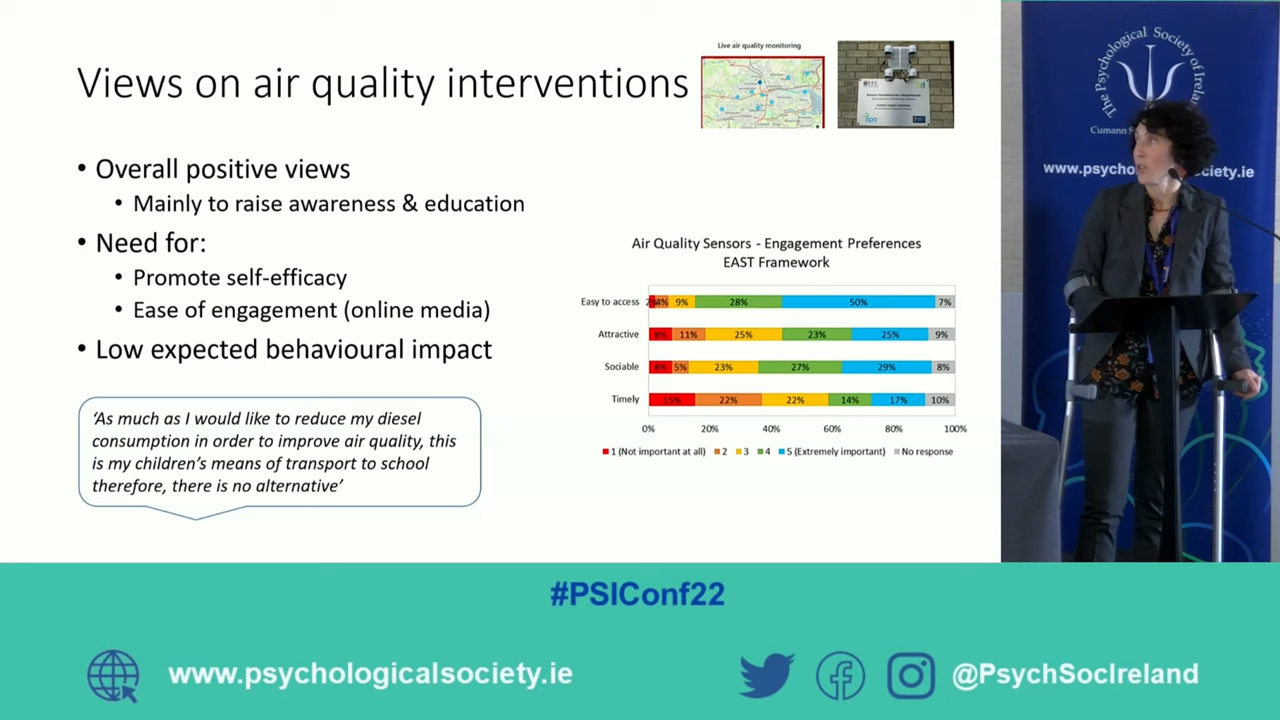 Views on air quality interventions
Live air quality monitoring
• Overall positive views
• Mainly to raise awareness & education
• Need for:
• Promote self-efficacy
• Ease of engagement (online media)
• Low expected behavioural impact
‘As much as I would like to reduce my diesel
consumption in order to improve air quality, this
is my children’s means of transport to school
therefore, there is no alternative’
Air Quality Sensors - Engagement Preferences
EAST Framework
Easy to access 9% 28% 50% 7%
Attractive 11% 25% 23% 25% 9%
Sociable 5% 23% 27% 29% 8%
Timely 15% 22% 22% 14% 17% 10%
0% 20% 40% 60% 80% 100%
1 (Not important at all) 2 3 4 5 (Extremely important) No response
The Psychological Society of Ireland
Cumann
www.psycho ciety.ie
#PSIConf22
www.psychologicalsociety.ie
@PsychSocIreland